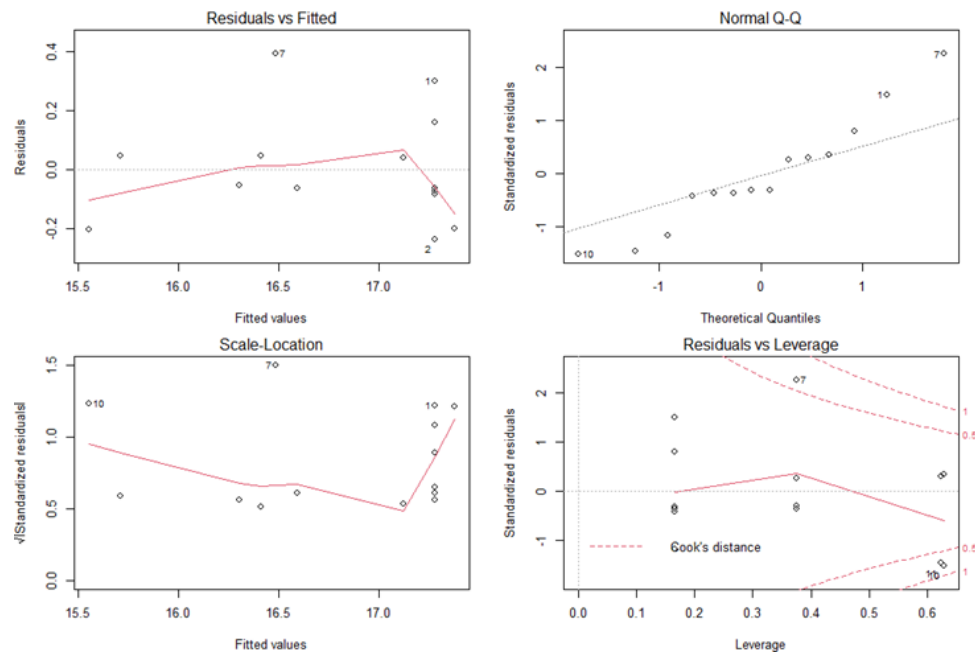 Residuals vs Fitted
Residuals
0.4
0.2
0.0
-0.2
7
1
2
15.5 16.0 16.5 17.0
Fitted values
Normal Q-Q
Standardized residuals
2
1
0
-1
7
1
10
-1 0 1
Theoretical Quantiles
Scale-Location
√|Standardized residuals|
1.5
1.0
0.5
0.0
10
7
1
15.5 16.0 16.5 17.0
Fitted values
Residuals vs Leverage
Standardized residuals
2
1
0
-1
7
1
0.5
0.5
1
Cook's distance
10
0.0 0.1 0.2 0.3 0.4 0.5 0.6
Leverage